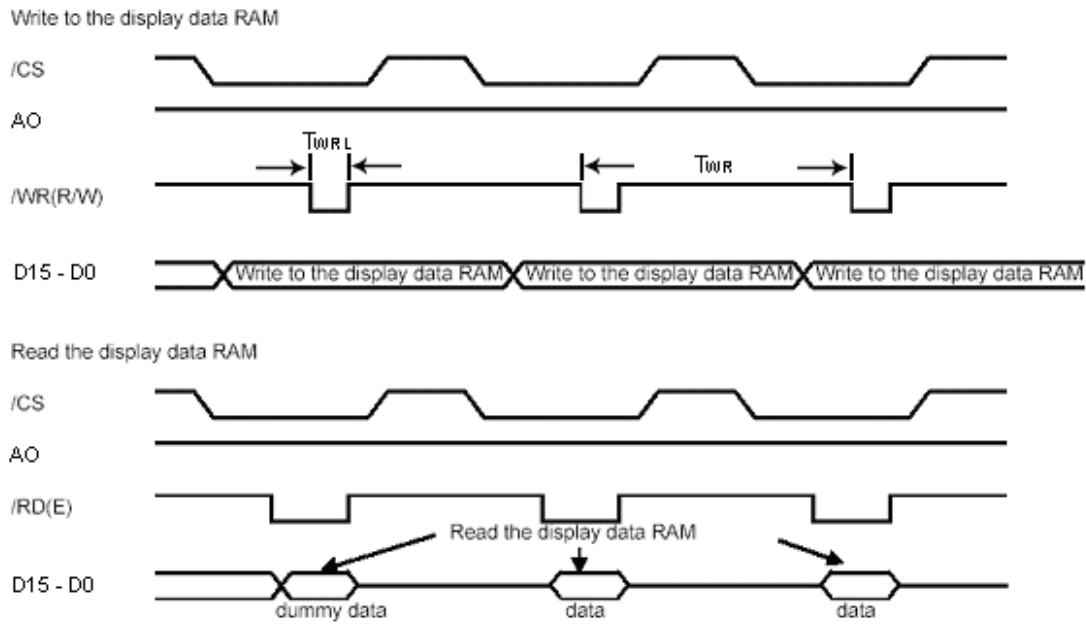 Write to the display data RAM
/CS
AO
TWRL
TWR
/WR(R/W)
D15 - D0 Write to the display data RAM Write to the display data RAM Write to the display data RAM
Read the display data RAM
/CS
AO
/RD(E)
Read the display data RAM
D15 - D0
dummy data data data